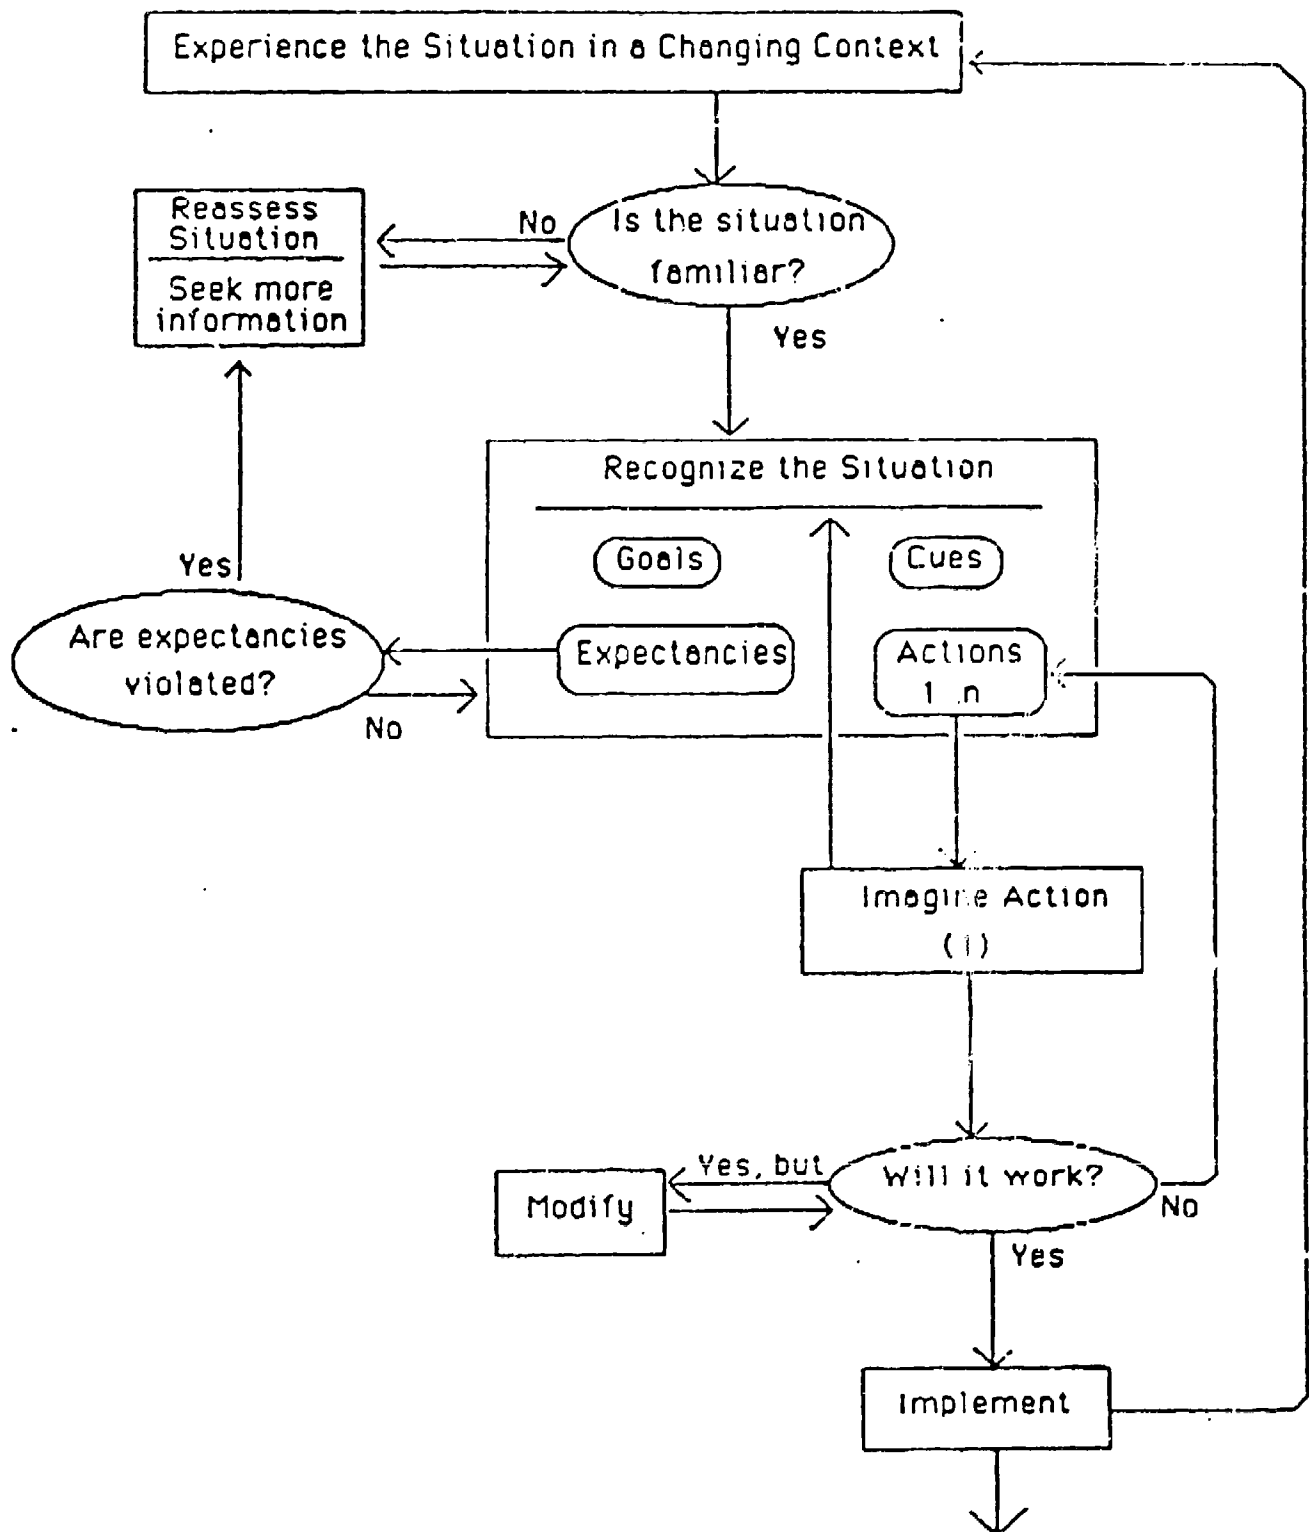 Experience the Situation in a Changing Context
Reassess
Situation
Seek more
information
No
Is the situation
familiar?
Yes
Recognize the Situation
Goals
Cues
Yes
Are expectancies
violated?
No
Expectancies
Actions
1 .n
Imagine Action
Yes, but
Will it work?
No
Modify
Yes
Implement